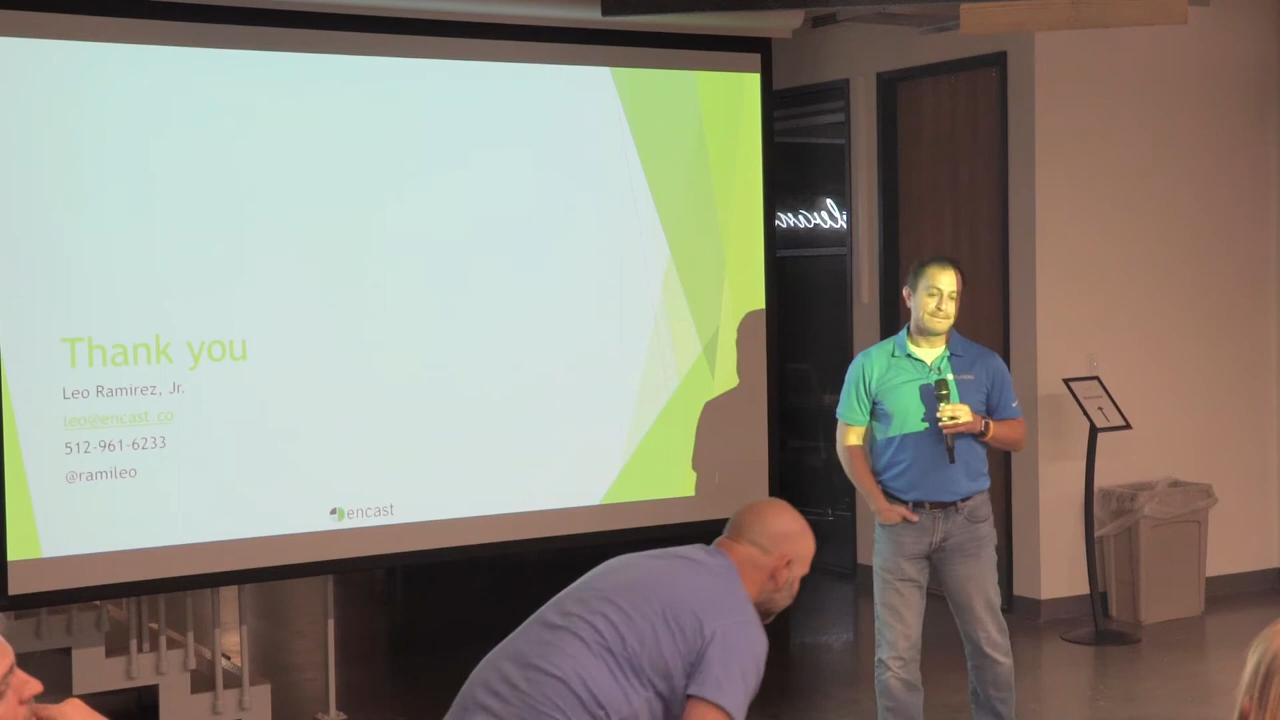 Thank you
Leo Ramirez, Jr.
leo@encast.co
512-961-6233
@ramileo
encast